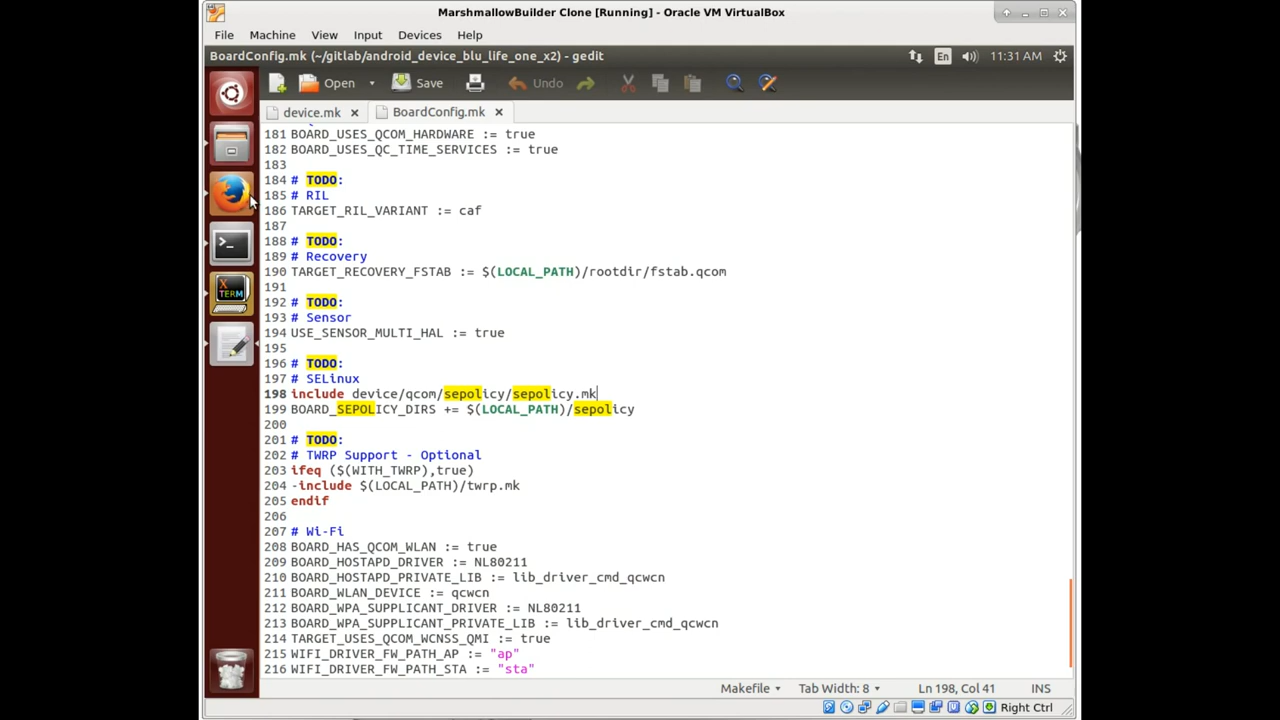 MarshmallowBuilder Clone [Running] - Oracle VM VirtualBox
File Machine View Input Devices Help
BoardConfig.mk (~/gitlab/android_device_blu_life_one_x2) - gedit En 11:31 AM
Open Save Undo
device.mk BoardConfig.mk
181 BOARD_USES_QCOM_HARDWARE := true
182 BOARD_USES_QC_TIME_SERVICES := true
183
184 # TODO:
185 # RIL
186 TARGET_RIL_VARIANT := caf
187
188 # TODO:
189 # Recovery
190 TARGET_RECOVERY_FSTAB := $(LOCAL_PATH)/rootdir/fstab.qcom
191
192 # TODO:
193 # Sensor
194 USE_SENSOR_MULTI_HAL := true
195
196 # TODO:
197 # SELinux
198 include device/qcom/sepolicy/sepolicy.mk
199 BOARD_SEPOLICY_DIRS += $(LOCAL_PATH)/sepolicy
200
201 # TODO:
202 # TWRP Support - Optional
203 ifeq ($(WITH_TWRP),true)
204 -include $(LOCAL_PATH)/twrp.mk
205 endif
206
207 # Wi-Fi
208 BOARD_HAS_QCOM_WLAN := true
209 BOARD_HOSTAPD_DRIVER := NL80211
210 BOARD_HOSTAPD_PRIVATE_LIB := lib_driver_cmd_qcwcn
211 BOARD_WLAN_DEVICE := qcwcn
212 BOARD_WPA_SUPPLICANT_DRIVER := NL80211
213 BOARD_WPA_SUPPLICANT_PRIVATE_LIB := lib_driver_cmd_qcwcn
214 TARGET_USES_QCOM_WCNSS_QMI := true
215 WIFI_DRIVER_FW_PATH_AP := "ap"
216 WIFI_DRIVER_FW_PATH_STA := "sta"
X
TERM
Makefile Tab Width: 8 Ln 198, Col 41 INS
Right Ctrl